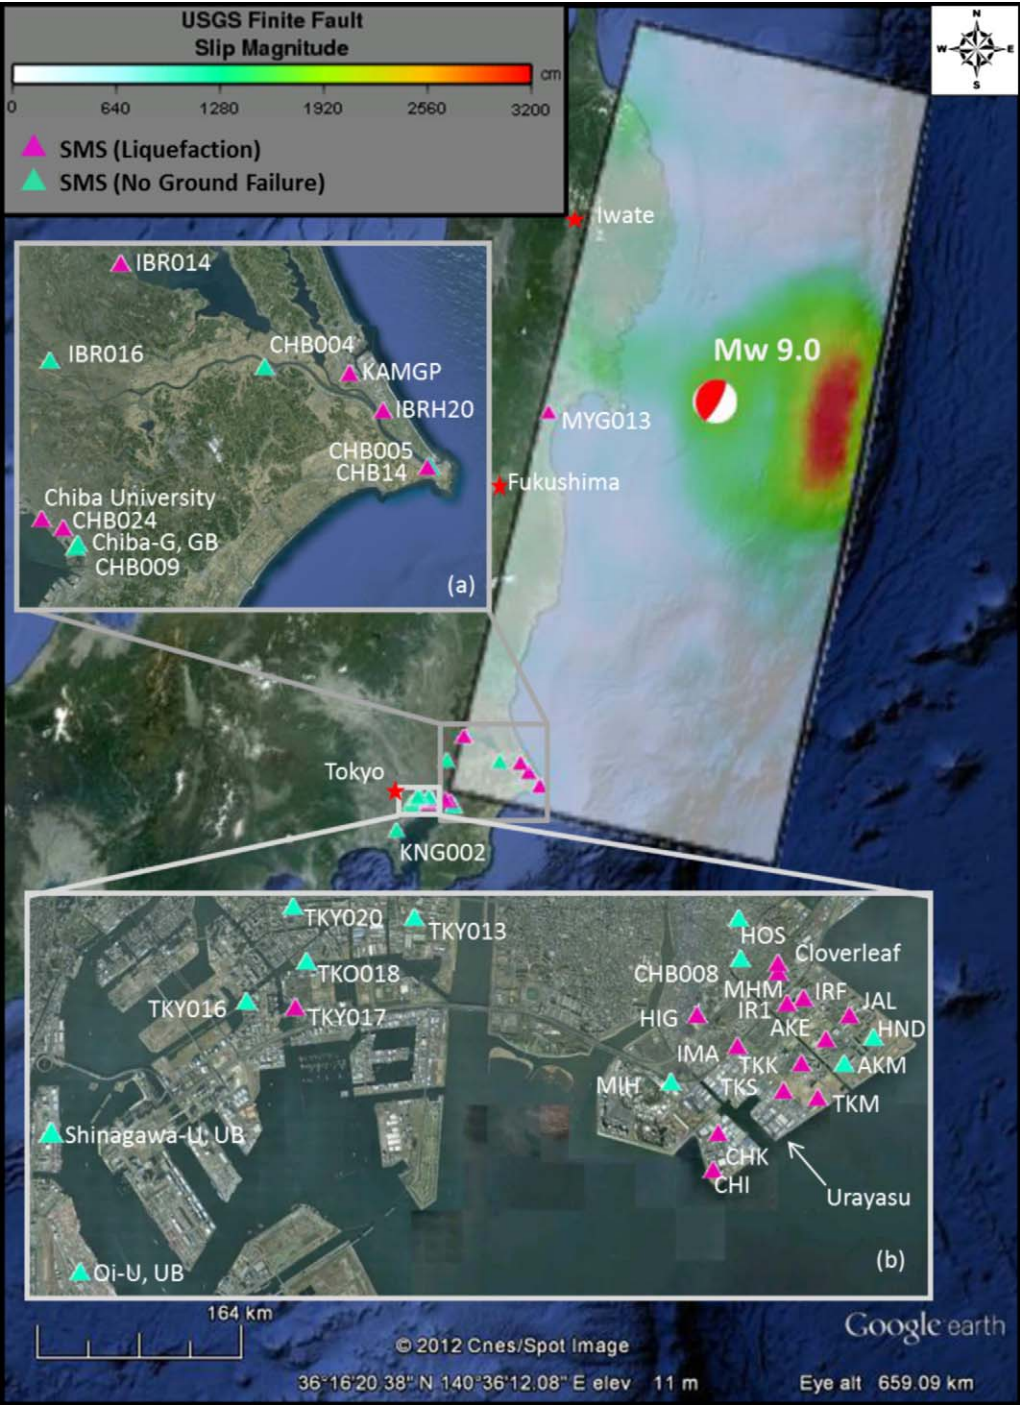 USGS Finite Fault
Slip Magnitude
cm
0 640 1280 1920 2560 3200
SMS (Liquefaction)
SMS (No Ground Failure)
N
W E
S
Iwate
Mw 9.0
MYG013
Fukushima
IBR014
IBR016
CHB004
KAMGP
IBRH20
CHB005
CHB14
Chiba University
CHB024
Chiba-G, GB
CHB009
(a)
Tokyo
KNG002
TKY020
TKY013
HOS
Cloverleaf
TKO018
CHB008
MHM
IRF
TKY016
TKY017
HIG
IR1
JAL
AKE
HND
IMA
TKK
AKM
MIH
TKS
TKM
Shinagawa-U, UB
CHK
CHI
Urayasu
Oi-U, UB
(b)
164 km
Google earth
© 2012 Cnes/Spot Image
36°16'20.38" N 140°36'12.08" E elev 11 m Eye alt 659.09 km